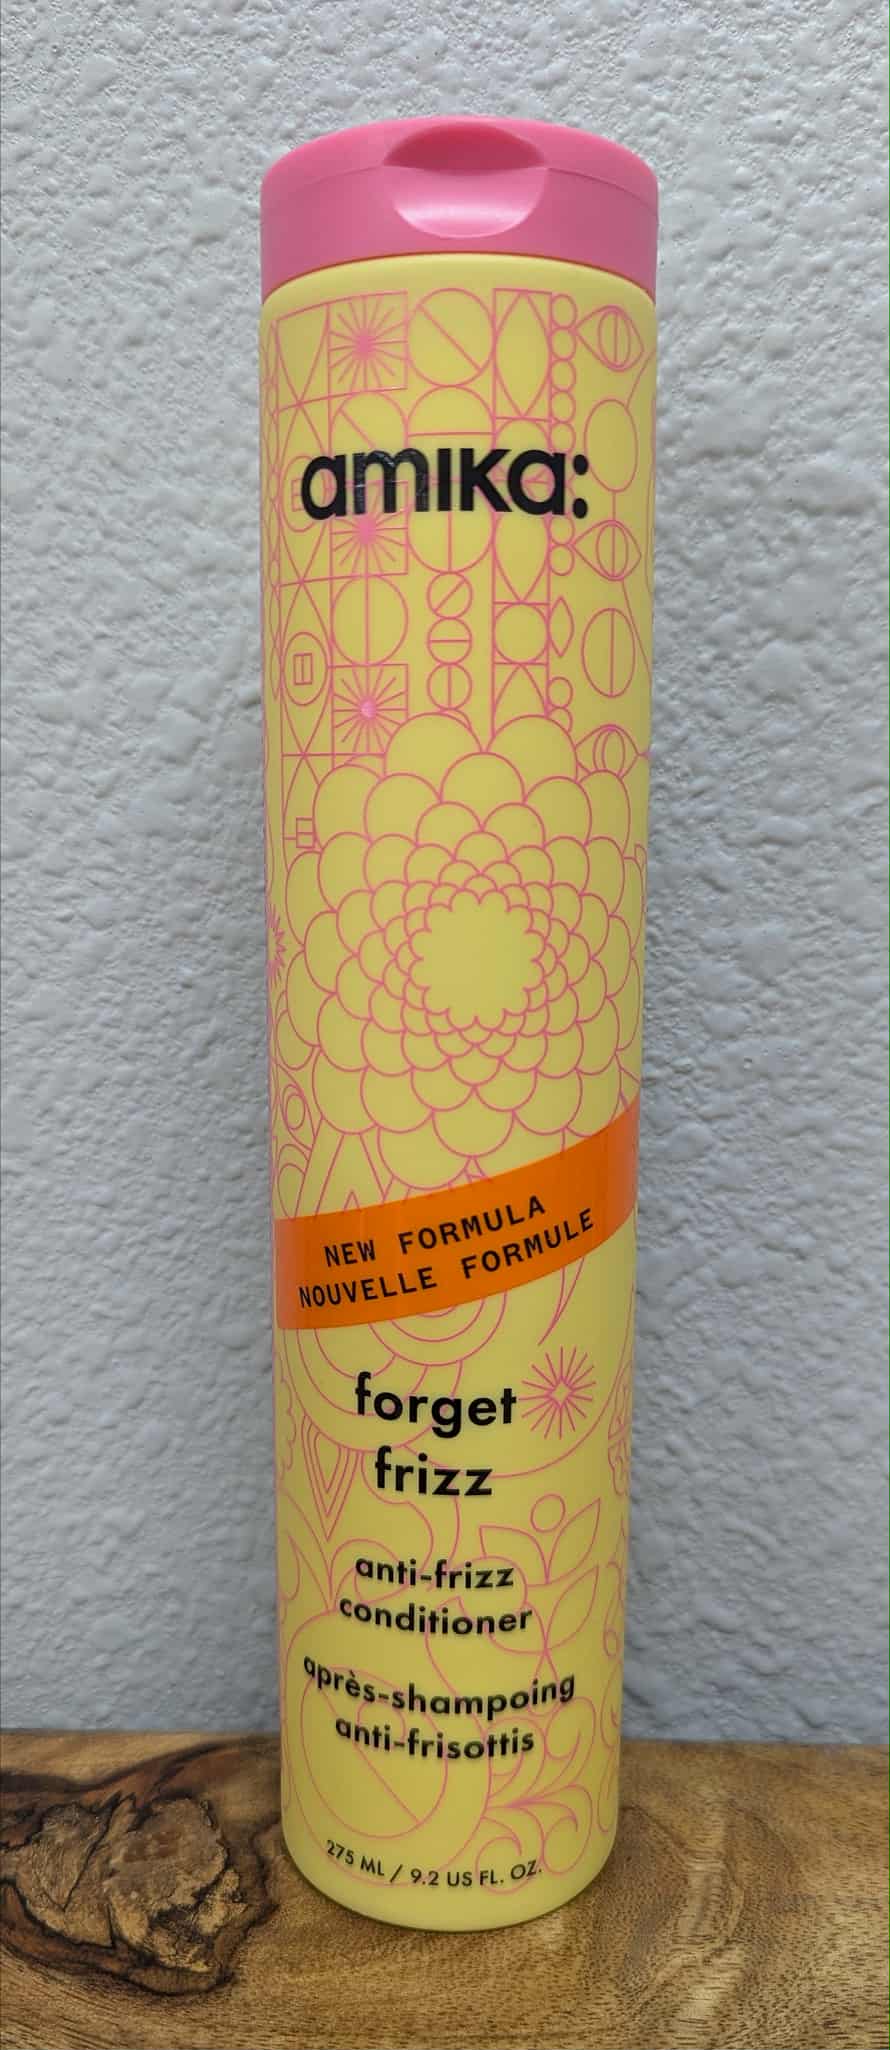 amika:
NEW FORMULA
NOUVELLE FORMULE
forget
frizz
anti-frizz
conditioner
après-shampoing
anti-frisottis
275 ML / 9.2 US FL. OZ.